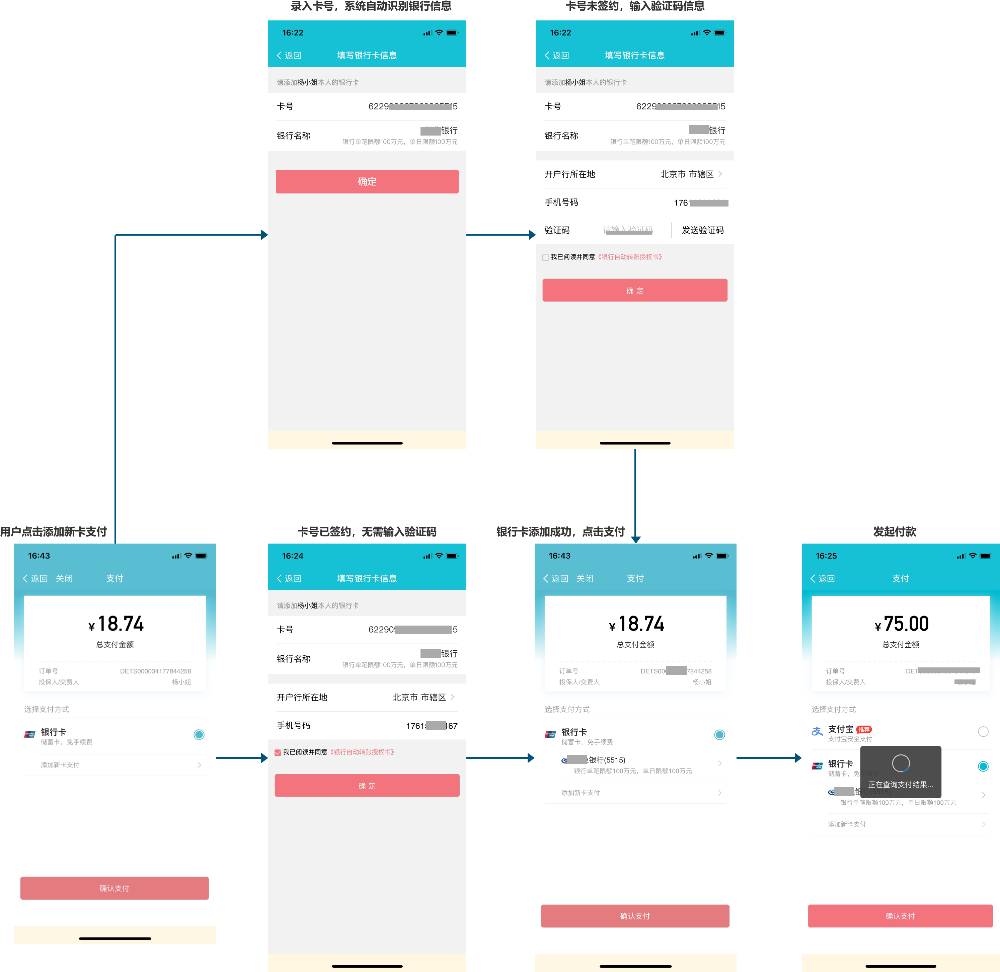 录入卡号，系统自动识别银行信息
16:22
返回 填写银行卡信息
请添加杨小姐本人的银行卡
卡号 6229 5
银行名称 银行
银行单笔限额100万元，单日限额100万元
确定
卡号未签约，输入验证码信息
16:22
返回 填写银行卡信息
请添加杨小姐本人的银行卡
卡号 6229 15
银行名称 银行
银行单笔限额100万元，单日限额100万元
开户行所在地 北京市 市辖区
手机号码 1761
验证码 请输入验证码 发送验证码
我已阅读并同意《银行自动转账授权书》
确 定
用户点击添加新卡支付
16:43
返回 关闭 支付
¥18.74
总支付金额
订单号 DETS000034177844258
投保人/交费人 杨小姐
选择支付方式
银行卡
储蓄卡，免手续费
添加新卡支付
确认支付
卡号已签约，无需输入验证码
16:24
返回 填写银行卡信息
请添加杨小姐本人的银行卡
卡号 62290 5
银行名称 银行
银行单笔限额100万元，单日限额100万元
开户行所在地 北京市 市辖区
手机号码 1761 467
我已阅读并同意《银行自动转账授权书》
确 定
银行卡添加成功，点击支付
16:43
返回 关闭 支付
¥18.74
总支付金额
订单号 DETS00 7844258
投保人/交费人 杨小姐
选择支付方式
银行卡
储蓄卡，免手续费
银行(5515)
银行单笔限额100万元，单日限额100万元
添加新卡支付
确认支付
发起付款
16:25
返回 支付
¥75.00
总支付金额
订单号 DET
投保人/交费人
选择支付方式
支付宝 推荐
支付宝安全支付
银行卡
储蓄卡，免
正在查询支付结果...
银行(5515)
银行单笔限额100万元，单日限额100万元
添加新卡支付
确认支付